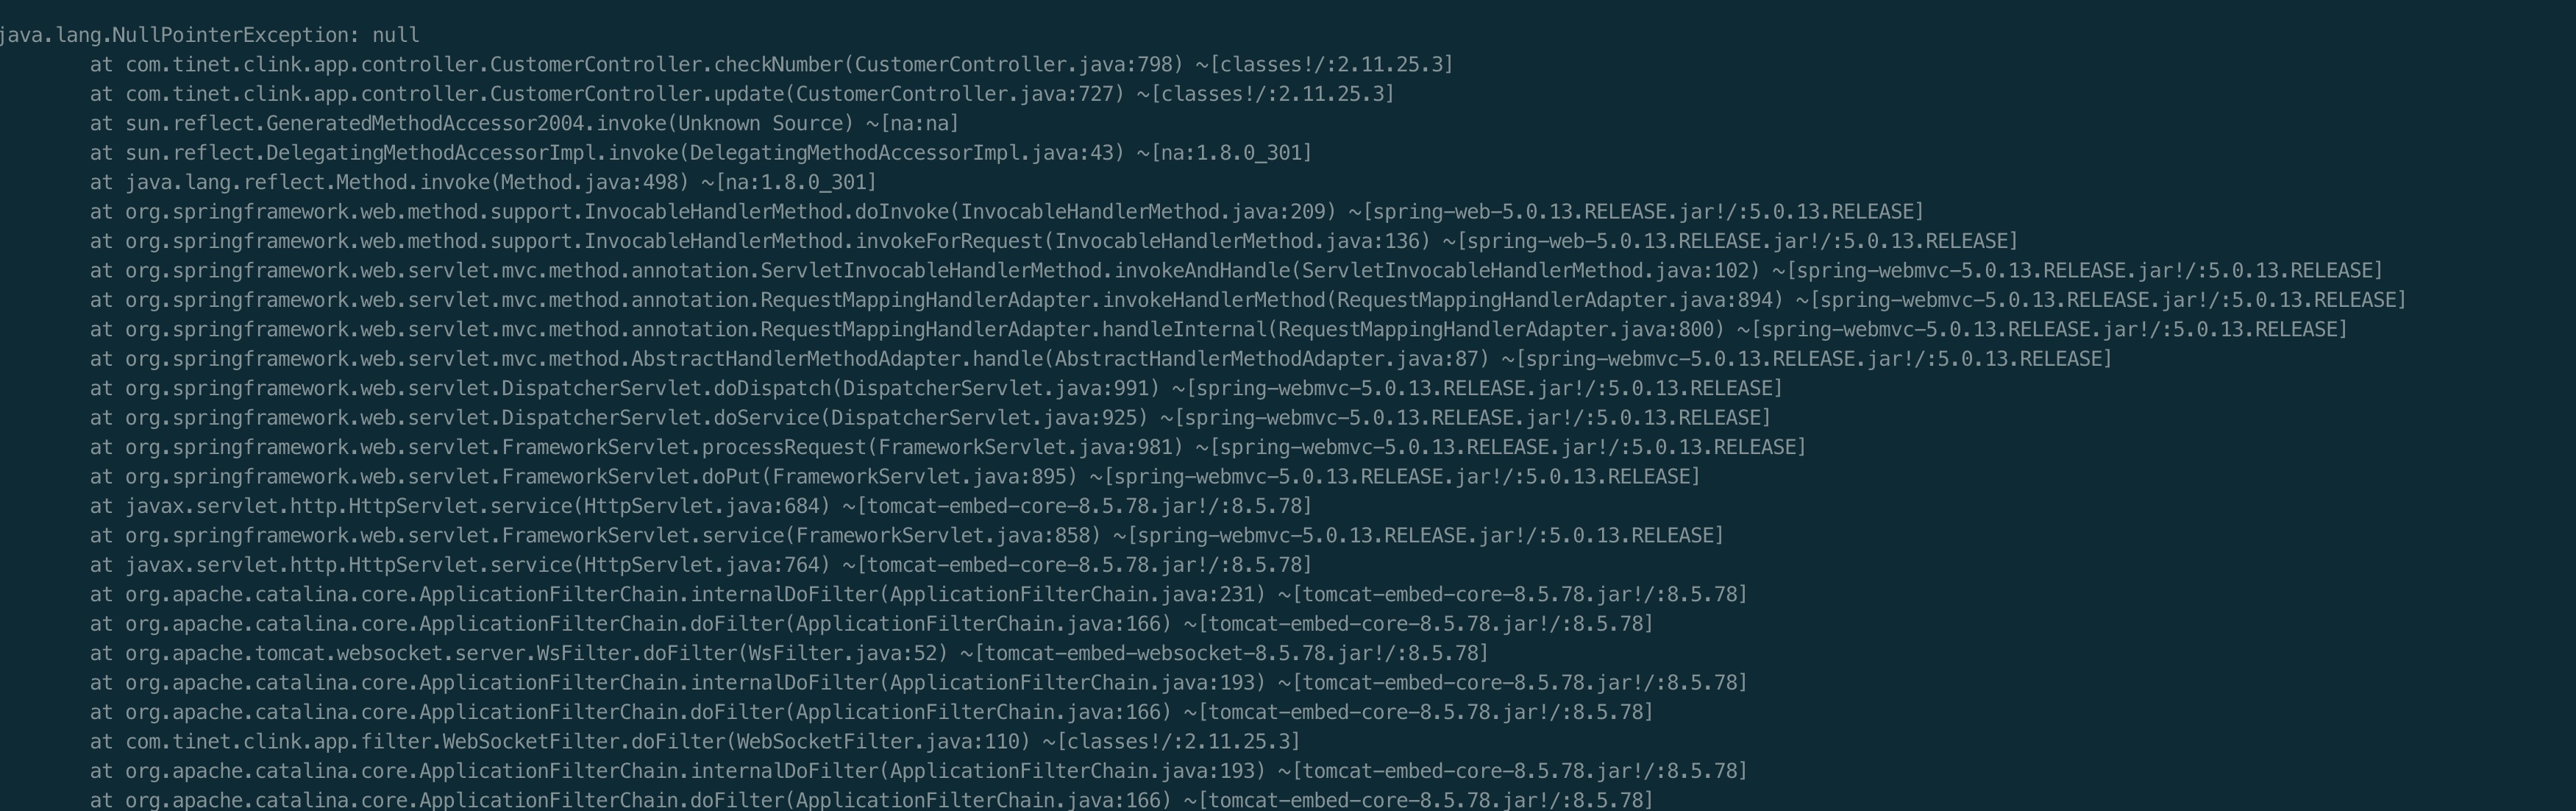 java.lang.NullPointerException: null
at com.tinet.clink.app.controller.CustomerController.checkNumber(CustomerController.java:798) ~[classes!/:2.11.25.3]
at com.tinet.clink.app.controller.CustomerController.update(CustomerController.java:727) ~[classes!/:2.11.25.3]
at sun.reflect.GeneratedMethodAccessor2004.invoke(Unknown Source) ~[na:na]
at sun.reflect.DelegatingMethodAccessorImpl.invoke(DelegatingMethodAccessorImpl.java:43) ~[na:1.8.0_301]
at java.lang.reflect.Method.invoke(Method.java:498) ~[na:1.8.0_301]
at org.springframework.web.method.support.InvocableHandlerMethod.doInvoke(InvocableHandlerMethod.java:209) ~[spring-web-5.0.13.RELEASE.jar!/:5.0.13.RELEASE]
at org.springframework.web.method.support.InvocableHandlerMethod.invokeForRequest(InvocableHandlerMethod.java:136) ~[spring-web-5.0.13.RELEASE.jar!/:5.0.13.RELEASE]
at org.springframework.web.servlet.mvc.method.annotation.ServletInvocableHandlerMethod.invokeAndHandle(ServletInvocableHandlerMethod.java:102) ~[spring-webmvc-5.0.13.RELEASE.jar!/:5.0.13.RELEASE]
at org.springframework.web.servlet.mvc.method.annotation.RequestMappingHandlerAdapter.invokeHandlerMethod(RequestMappingHandlerAdapter.java:894) ~[spring-webmvc-5.0.13.RELEASE.jar!/:5.0.13.RELEASE]
at org.springframework.web.servlet.mvc.method.annotation.RequestMappingHandlerAdapter.handleInternal(RequestMappingHandlerAdapter.java:800) ~[spring-webmvc-5.0.13.RELEASE.jar!/:5.0.13.RELEASE]
at org.springframework.web.servlet.mvc.method.AbstractHandlerMethodAdapter.handle(AbstractHandlerMethodAdapter.java:87) ~[spring-webmvc-5.0.13.RELEASE.jar!/:5.0.13.RELEASE]
at org.springframework.web.servlet.DispatcherServlet.doDispatch(DispatcherServlet.java:991) ~[spring-webmvc-5.0.13.RELEASE.jar!/:5.0.13.RELEASE]
at org.springframework.web.servlet.DispatcherServlet.doService(DispatcherServlet.java:925) ~[spring-webmvc-5.0.13.RELEASE.jar!/:5.0.13.RELEASE]
at org.springframework.web.servlet.FrameworkServlet.processRequest(FrameworkServlet.java:981) ~[spring-webmvc-5.0.13.RELEASE.jar!/:5.0.13.RELEASE]
at org.springframework.web.servlet.FrameworkServlet.doPut(FrameworkServlet.java:895) ~[spring-webmvc-5.0.13.RELEASE.jar!/:5.0.13.RELEASE]
at javax.servlet.http.HttpServlet.service(HttpServlet.java:684) ~[tomcat-embed-core-8.5.78.jar!/:8.5.78]
at org.springframework.web.servlet.FrameworkServlet.service(FrameworkServlet.java:858) ~[spring-webmvc-5.0.13.RELEASE.jar!/:5.0.13.RELEASE]
at javax.servlet.http.HttpServlet.service(HttpServlet.java:764) ~[tomcat-embed-core-8.5.78.jar!/:8.5.78]
at org.apache.catalina.core.ApplicationFilterChain.internalDoFilter(ApplicationFilterChain.java:231) ~[tomcat-embed-core-8.5.78.jar!/:8.5.78]
at org.apache.catalina.core.ApplicationFilterChain.doFilter(ApplicationFilterChain.java:166) ~[tomcat-embed-core-8.5.78.jar!/:8.5.78]
at org.apache.tomcat.websocket.server.WsFilter.doFilter(WsFilter.java:52) ~[tomcat-embed-websocket-8.5.78.jar!/:8.5.78]
at org.apache.catalina.core.ApplicationFilterChain.internalDoFilter(ApplicationFilterChain.java:193) ~[tomcat-embed-core-8.5.78.jar!/:8.5.78]
at org.apache.catalina.core.ApplicationFilterChain.doFilter(ApplicationFilterChain.java:166) ~[tomcat-embed-core-8.5.78.jar!/:8.5.78]
at com.tinet.clink.app.filter.WebSocketFilter.doFilter(WebSocketFilter.java:110) ~[classes!/:2.11.25.3]
at org.apache.catalina.core.ApplicationFilterChain.internalDoFilter(ApplicationFilterChain.java:193) ~[tomcat-embed-core-8.5.78.jar!/:8.5.78]
at org.apache.catalina.core.ApplicationFilterChain.doFilter(ApplicationFilterChain.java:166) ~[tomcat-embed-core-8.5.78.jar!/:8.5.78]